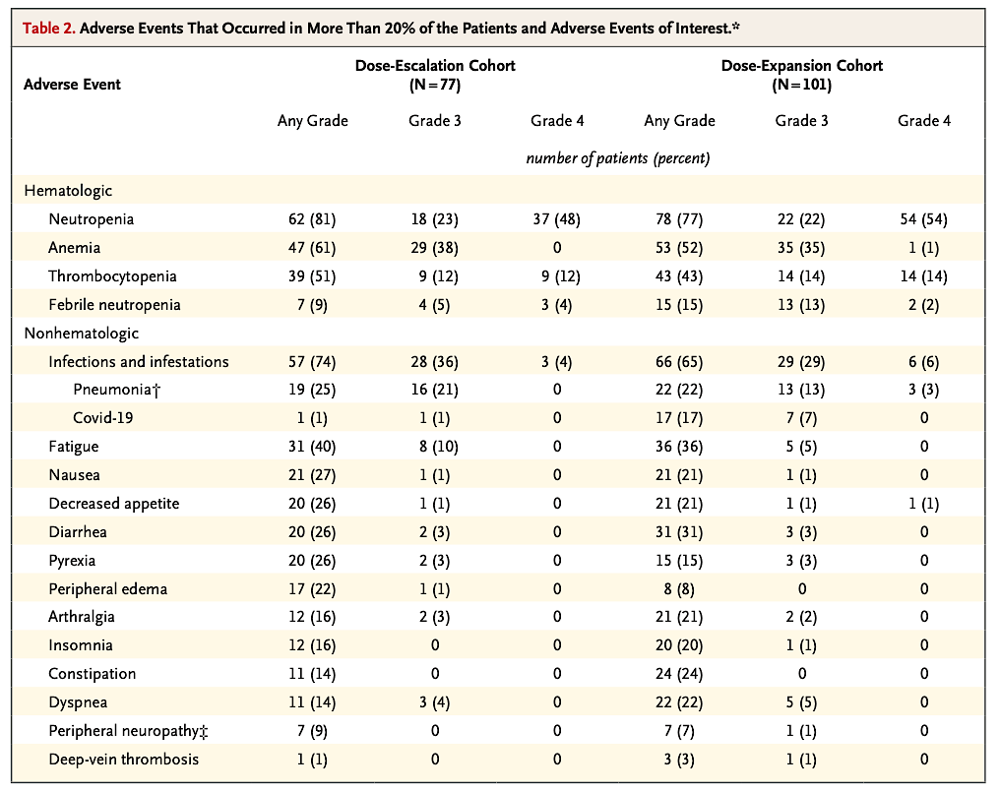 Table 2. Adverse Events That Occurred in More Than 20% of the Patients and Adverse Events of Interest.*
Adverse Event Dose-Escalation Cohort (N=77) Dose-Expansion Cohort (N=101)
Any Grade Grade 3 Grade 4 Any Grade Grade 3 Grade 4
number of patients (percent)
Hematologic
Neutropenia 62 (81) 18 (23) 37 (48) 78 (77) 22 (22) 54 (54)
Anemia 47 (61) 29 (38) 0 53 (52) 35 (35) 1 (1)
Thrombocytopenia 39 (51) 9 (12) 9 (12) 43 (43) 14 (14) 14 (14)
Febrile neutropenia 7 (9) 4 (5) 3 (4) 15 (15) 13 (13) 2 (2)
Nonhematologic
Infections and infestations 57 (74) 28 (36) 3 (4) 66 (65) 29 (29) 6 (6)
Pneumonia† 19 (25) 16 (21) 0 22 (22) 13 (13) 3 (3)
Covid-19 1 (1) 1 (1) 0 17 (17) 7 (7) 0
Fatigue 31 (40) 8 (10) 0 36 (36) 5 (5) 0
Nausea 21 (27) 1 (1) 0 21 (21) 1 (1) 0
Decreased appetite 20 (26) 1 (1) 0 21 (21) 1 (1) 1 (1)
Diarrhea 20 (26) 2 (3) 0 31 (31) 3 (3) 0
Pyrexia 20 (26) 2 (3) 0 15 (15) 3 (3) 0
Peripheral edema 17 (22) 1 (1) 0 8 (8) 0 0
Arthralgia 12 (16) 2 (3) 0 21 (21) 2 (2) 0
Insomnia 12 (16) 0 0 20 (20) 1 (1) 0
Constipation 11 (14) 0 0 24 (24) 0 0
Dyspnea 11 (14) 3 (4) 0 22 (22) 5 (5) 0
Peripheral neuropathy‡ 7 (9) 0 0 7 (7) 1 (1) 0
Deep-vein thrombosis 1 (1) 0 0 3 (3) 1 (1) 0